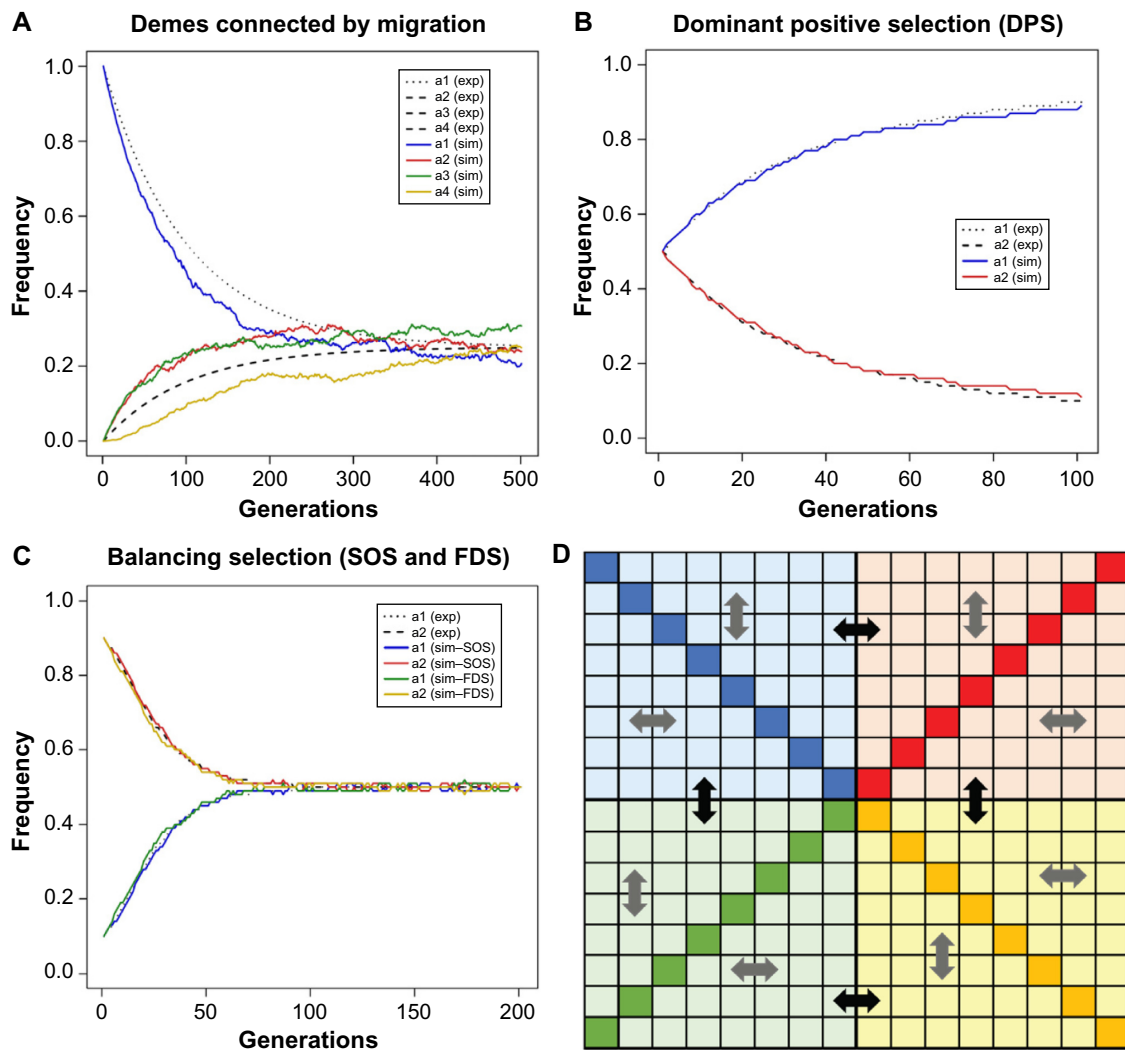 A
Demes connected by migration
1.0
0.8
0.6
0.4
0.2
0.0
Frequency
a1 (exp)
a2 (exp)
a3 (exp)
a4 (exp)
a1 (sim)
a2 (sim)
a3 (sim)
a4 (sim)
0 100 200 300 400 500
Generations
B
Dominant positive selection (DPS)
1.0
0.8
0.6
0.4
0.2
0.0
Frequency
a1 (exp)
a2 (exp)
a1 (sim)
a2 (sim)
0 20 40 60 80 100
Generations
C
Balancing selection (SOS and FDS)
1.0
0.8
0.6
0.4
0.2
0.0
Frequency
a1 (exp)
a2 (exp)
a1 (sim–SOS)
a2 (sim–SOS)
a1 (sim–FDS)
a2 (sim–FDS)
0 50 100 150 200
Generations
D